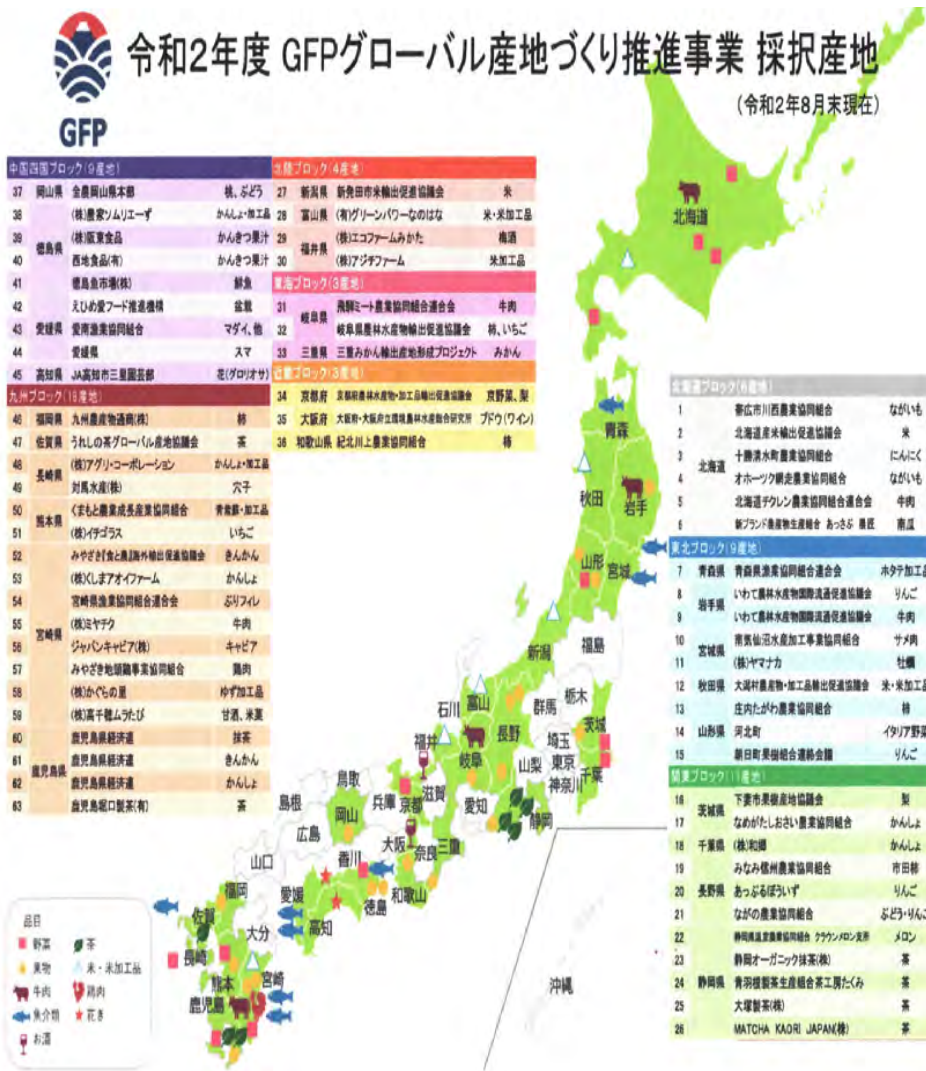 令和2年度 GFPグローバル産地づくり推進事業 採択産地
(令和2年8月末現在)
GFP
中国四国ブロック(9産地)
37 岡山県 全農岡山県本部 桃、ぶどう
38 (株)農家ソムリエーず かんしょ・加工品
徳島県
39 (株)阪東食品 かんきつ果汁
40 西地食品(有) かんきつ果汁
41 徳島魚市場(株) 鮮魚
42 えひめ愛フード推進機構 盆栽
43 愛媛県 愛南漁業協同組合 マダイ、他
44 愛媛県 スマ
45 高知県 JA高知市三里園芸部 花(グロリオサ)
九州ブロック(18産地)
46 福岡県 九州農産物通商(株) 柿
47 佐賀県 うれしの茶グローバル産地協議会 茶
48 (株)アグリ・コーポレーション かんしょ・加工品
長崎県
49 対馬水産(株) 穴子
50 くまもと農業成長産業協同組合 青紫蘇・加工品
熊本県
51 (株)イチゴラス いちご
52 みやざき「食と農」海外輸出促進協議会 きんかん
53 (株)くしまアオイファーム かんしょ
54 宮崎県漁業協同組合連合会 ぶりフィレ
55 (株)ミヤチク 牛肉
宮崎県
56 ジャパンキャビア(株) キャビア
57 みやざき地頭鶏事業協同組合 鶏肉
58 (株)かぐらの里 ゆず加工品
59 (株)高千穂ムラたび 甘酒、米菓
60 鹿児島県経済連 抹茶
61 鹿児島県経済連 きんかん
鹿児島県
62 鹿児島県経済連 かんしょ
63 鹿児島堀口製茶(有) 茶
北陸ブロック(4産地)
27 新潟県 新発田市米輸出促進協議会 米
28 富山県 (有)グリーンパワーなのはな 米・米加工品
29 (株)エコファームみかた 梅酒
福井県
30 (株)アジチファーム 米加工品
東海ブロック(3産地)
31 飛騨ミート農業協同組合連合会 牛肉
岐阜県
32 岐阜県農林水産物輸出促進協議会 柿、いちご
33 三重県 三重みかん輸出産地形成プロジェクト みかん
近畿ブロック(3産地)
34 京都府 京都府農林水産物・加工品輸出促進協議会 京野菜、梨
35 大阪府 大阪府・大阪府立環境農林水産総合研究所 ブドウ(ワイン)
36 和歌山県 紀北川上農業協同組合 柿
北海道ブロック(6産地)
1 帯広市川西農業協同組合 ながいも
2 北海道産米輸出促進協議会 米
3 十勝清水町農業協同組合 にんにく
北海道
4 オホーツク網走農業協同組合 ながいも
5 北海道チクレン農業協同組合連合会 牛肉
6 新ブランド農産物生産組合 あっさぶ 農匠 南瓜
東北ブロック(9産地)
7 青森県 青森県漁業協同組合連合会 ホタテ加工品
8 いわて農林水産物国際流通促進協議会 りんご
岩手県
9 いわて農林水産物国際流通促進協議会 牛肉
10 南気仙沼水産加工事業協同組合 サメ肉
宮城県
11 (株)ヤマナカ 牡蠣
12 秋田県 大潟村農産物・加工品輸出促進協議会 米・米加工品
13 庄内たがわ農業協同組合 柿
14 山形県 河北町 イタリア野菜
15 朝日町果樹組合連絡会議 りんご
関東ブロック(11産地)
16 下妻市果樹産地協議会 梨
茨城県
17 なめがたしおさい農業協同組合 かんしょ
18 千葉県 (株)和郷 かんしょ
19 みなみ信州農業協同組合 市田柿
20 長野県 あっぷるぼういず りんご
21 ながの農業協同組合 ぶどう・りんご
22 静岡県温室農業協同組合 クラウンメロン支所 メロン
23 静岡オーガニック抹茶(株) 茶
24 静岡県 青羽根製茶生産組合茶工房たくみ 茶
25 大塚製茶(株) 茶
26 MATCHA KAORI JAPAN(株) 茶
北海道
青森
秋田
岩手
山形
宮城
福島
新潟
栃木
群馬
茨城
石川
富山
長野
埼玉
福井
岐阜
山梨
東京
神奈川
千葉
鳥取
滋賀
島根
兵庫
京都
愛知
静岡
岡山
広島
大阪
奈良
三重
山口
香川
和歌山
徳島
福岡
愛媛
高知
佐賀
大分
長崎
熊本
宮崎
鹿児島
沖縄
品目
野菜
茶
果物
米・米加工品
牛肉
鶏肉
魚介類
花き
お酒